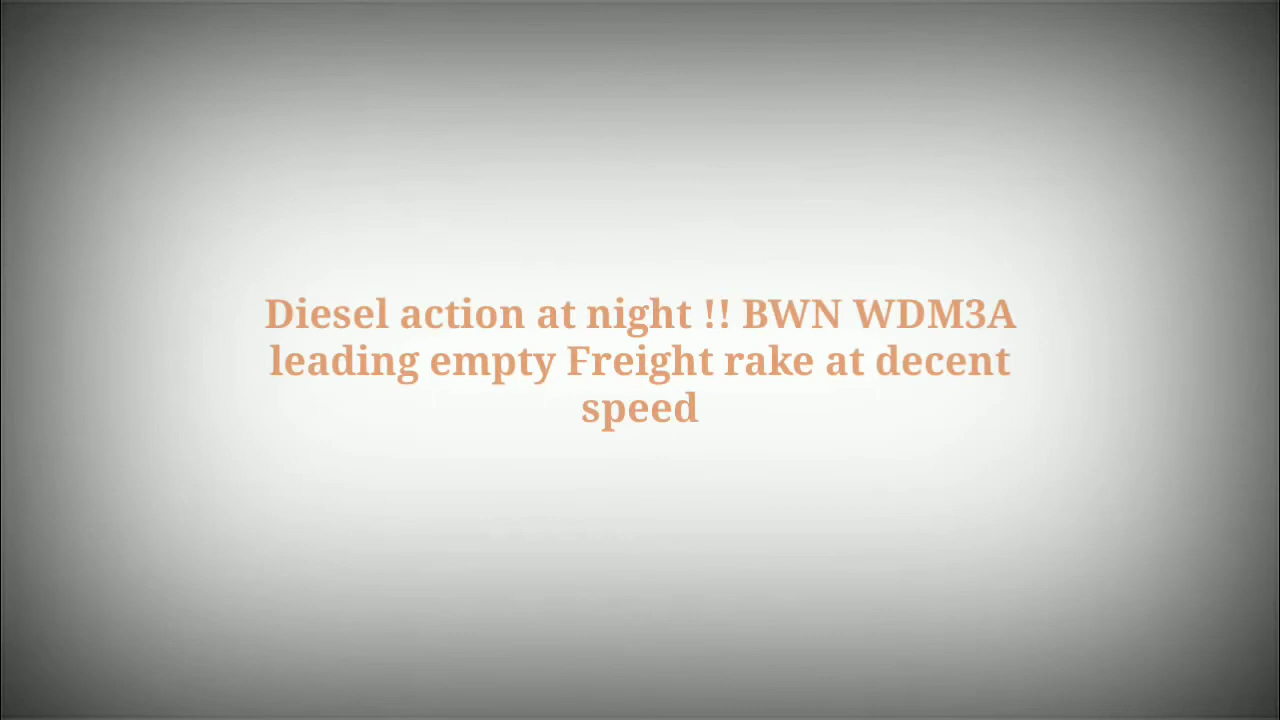 Diesel action at night !! BWN WDM3A
leading empty Freight rake at decent
speed